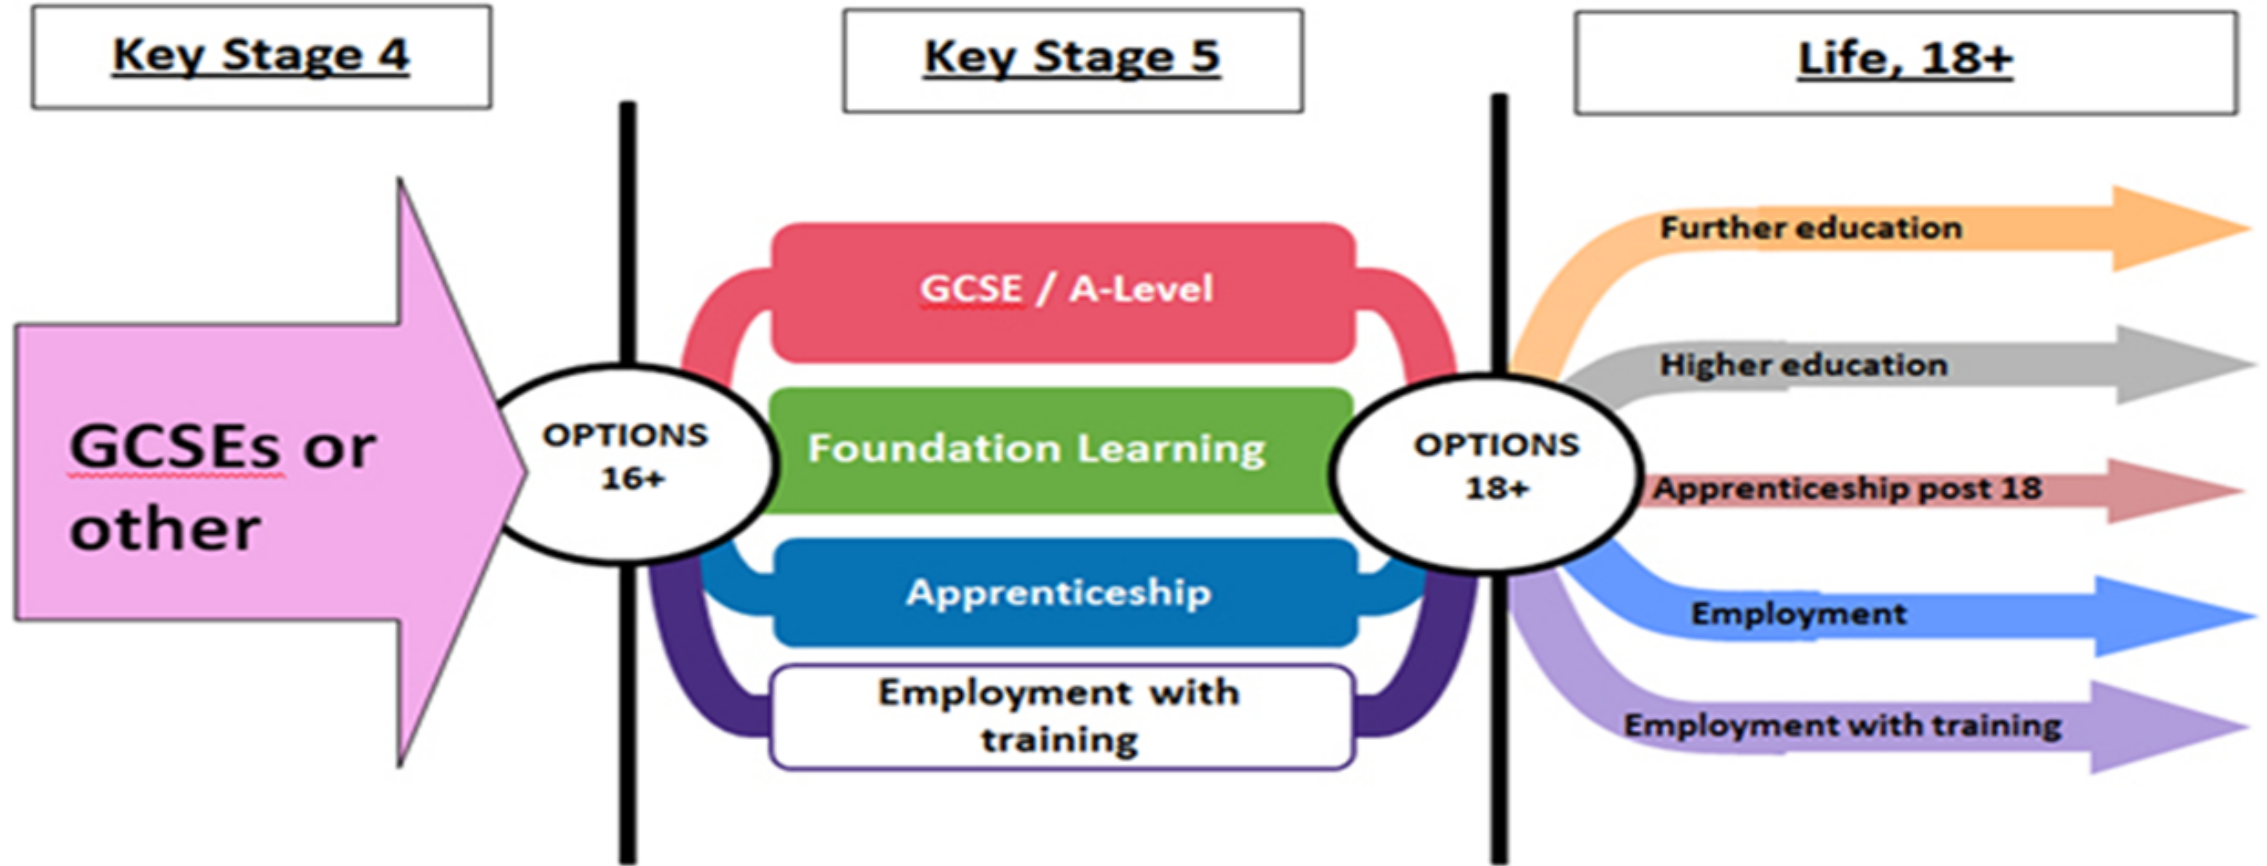 Key Stage 4
Key Stage 5
Life, 18+
GCSEs or
other
OPTIONS
16+
GCSE / A-Level
Foundation Learning
Apprenticeship
Employment with
training
OPTIONS
18+
Further education
Higher education
Apprenticeship post 18
Employment
Employment with training